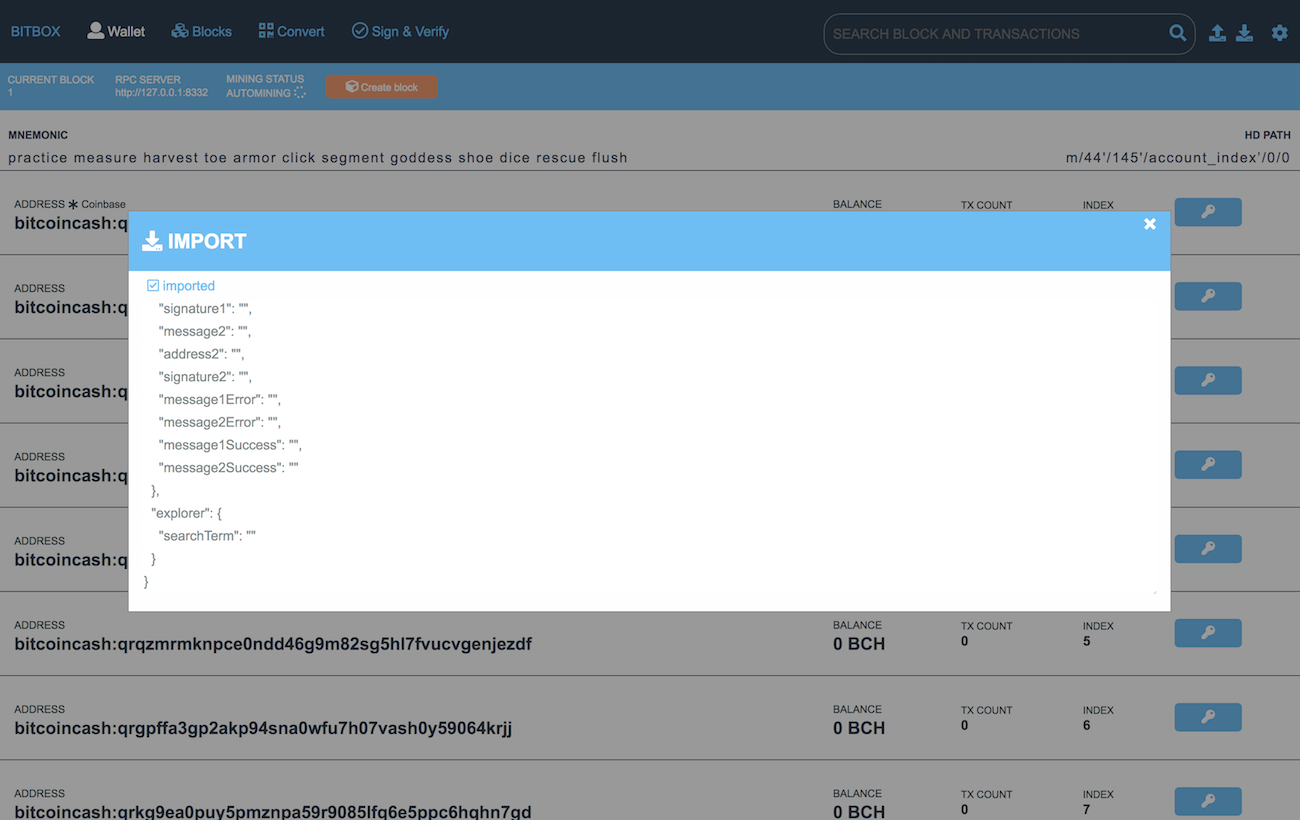 BITBOX Wallet Blocks Convert Sign & Verify SEARCH BLOCK AND TRANSACTIONS
CURRENT BLOCK RPC SERVER MINING STATUS
1 http://127.0.0.1:8332 AUTOMINING Create block
MNEMONIC HD PATH
practice measure harvest toe armor click segment goddess shoe dice rescue flush m/44'/145'/account_index'/0/0
ADDRESS Coinbase BALANCE TX COUNT INDEX
bitcoincash:q
IMPORT
imported
"signature1": "",
ADDRESS
bitcoincash:q
"message2": "",
"address2": "",
ADDRESS
"signature2": "",
bitcoincash:q
"message1Error": "",
"message2Error": "",
"message1Success": "",
ADDRESS
"message2Success": ""
bitcoincash:q
},
"explorer": {
"searchTerm": ""
ADDRESS
bitcoincash:q
}
}
ADDRESS BALANCE TX COUNT INDEX
bitcoincash:qrqzmrmknpce0ndd46g9m82sg5hl7fvucvgenjezdf 0 BCH 0 5
ADDRESS BALANCE TX COUNT INDEX
bitcoincash:qrgpffa3gp2akp94sna0wfu7h07vash0y59064krjj 0 BCH 0 6
ADDRESS BALANCE TX COUNT INDEX
bitcoincash:qrkg9ea0puy5pmznpa59r9085lfq6e5ppc6hqhn7gd 0 BCH 0 7